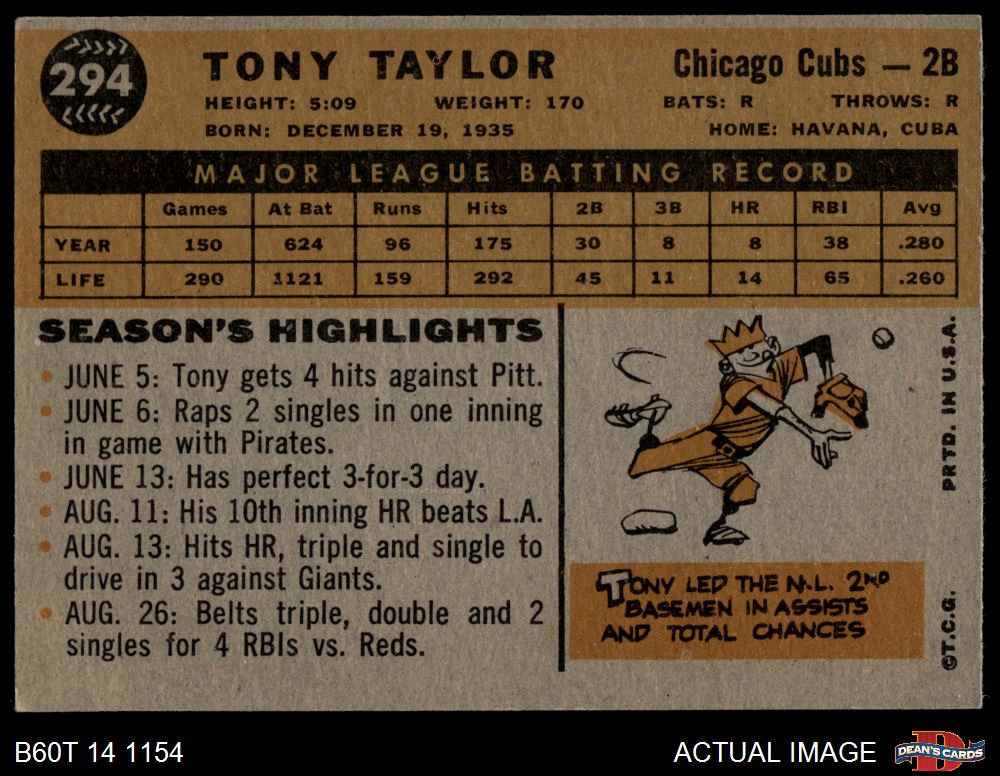 294
TONY TAYLOR
Chicago Cubs — 2B
HEIGHT: 5:09 WEIGHT: 170 BATS: R THROWS: R
BORN: DECEMBER 19, 1935 HOME: HAVANA, CUBA
MAJOR LEAGUE BATTING RECORD
Games At Bat Runs Hits 2B 3B HR RBI Avg
YEAR 150 624 96 175 30 8 8 38 .280
LIFE 290 1121 159 292 45 11 14 65 .260
SEASON'S HIGHLIGHTS
• JUNE 5: Tony gets 4 hits against Pitt.
• JUNE 6: Raps 2 singles in one inning
in game with Pirates.
• JUNE 13: Has perfect 3-for-3 day.
• AUG. 11: His 10th inning HR beats L.A.
• AUG. 13: Hits HR, triple and single to
drive in 3 against Giants.
• AUG. 26: Belts triple, double and 2
singles for 4 RBIs vs. Reds.
TONY LED THE N.L. 2ND
BASEMEN IN ASSISTS
AND TOTAL CHANCES
©T.C.G. PRTD. IN U.S.A.
B60T 14 1154
ACTUAL IMAGE
D
DEAN'S CARDS